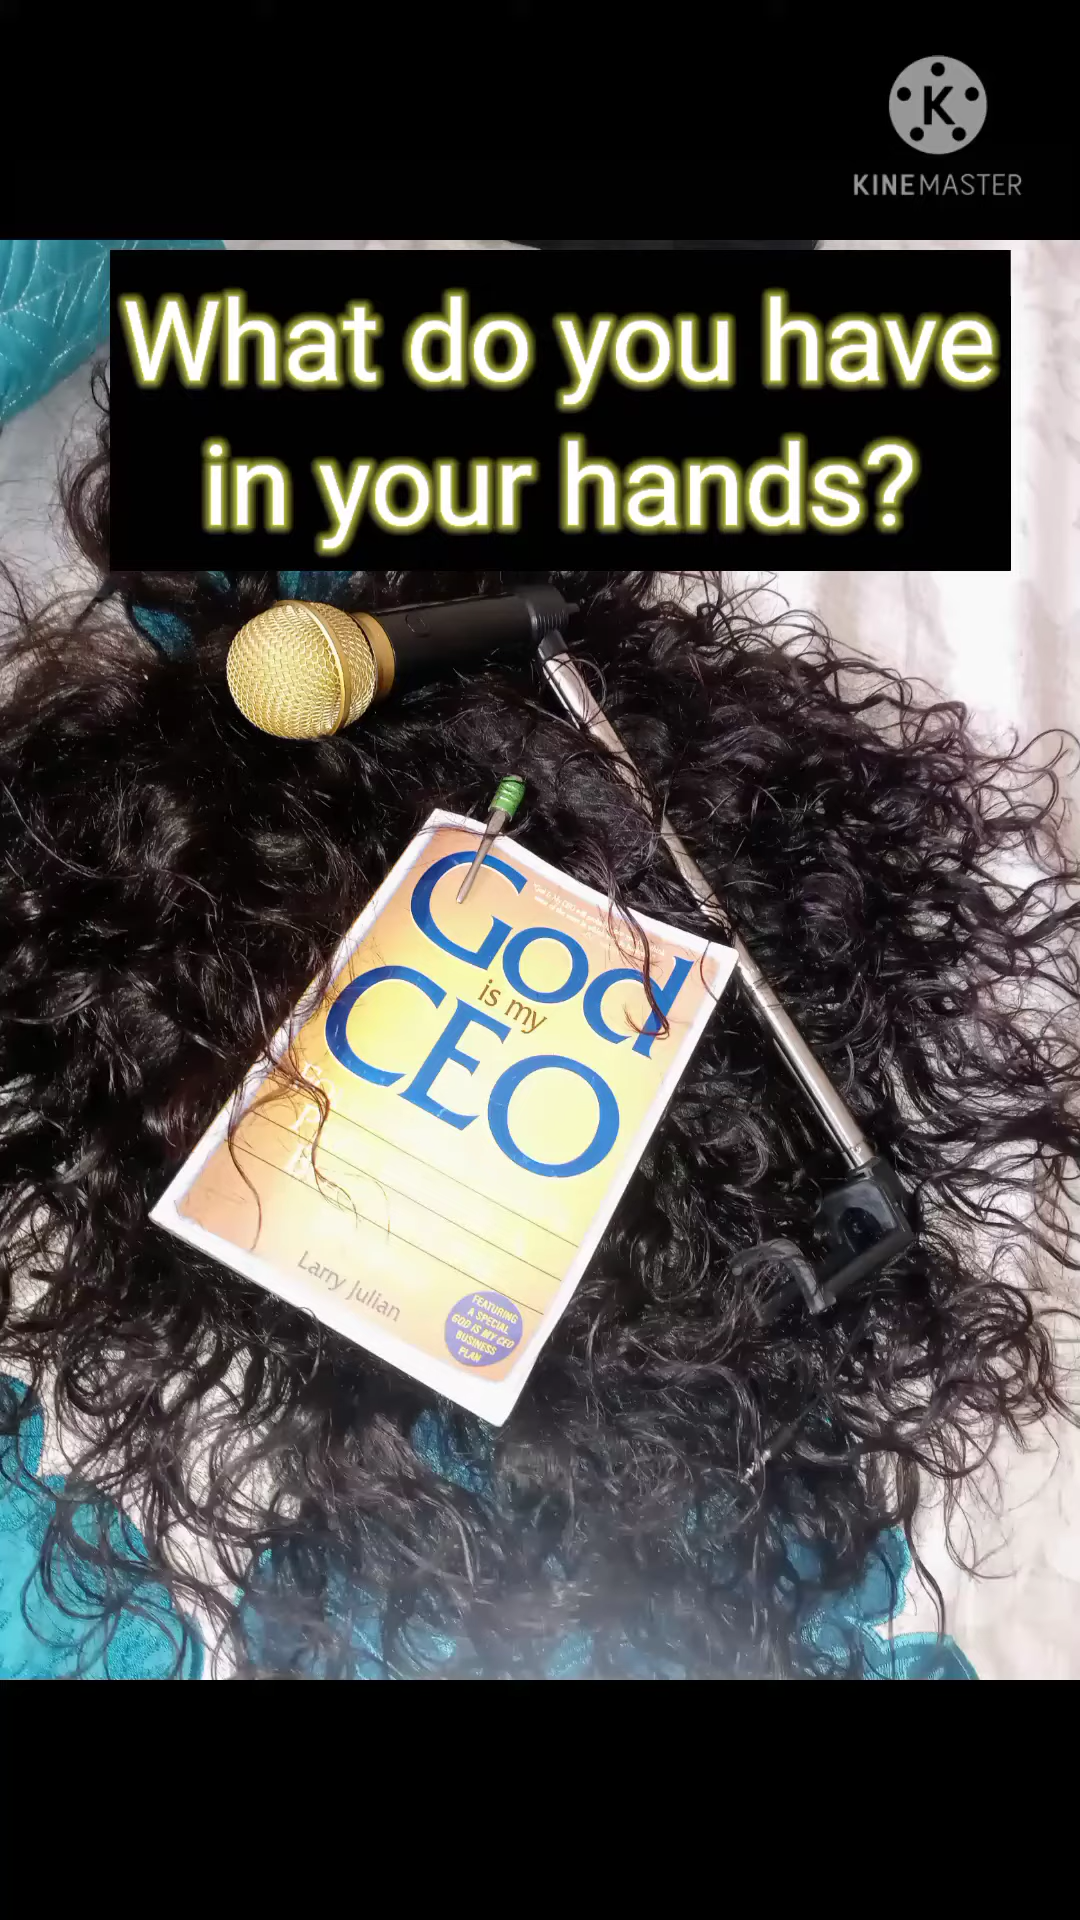 KINEMASTER
What do you have
in your hands?
God
is my
CEO
Larry Julian
FEATURING
A SPECIAL
GOD IS MY CEO
BUSINESS
PLAN